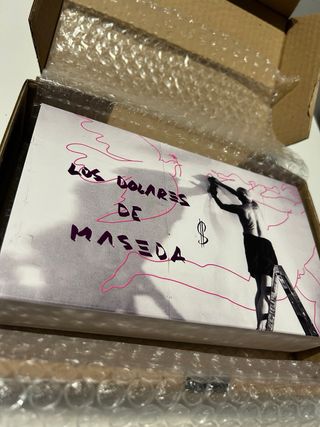 LOS DOLARES
DE
MASEDA
$